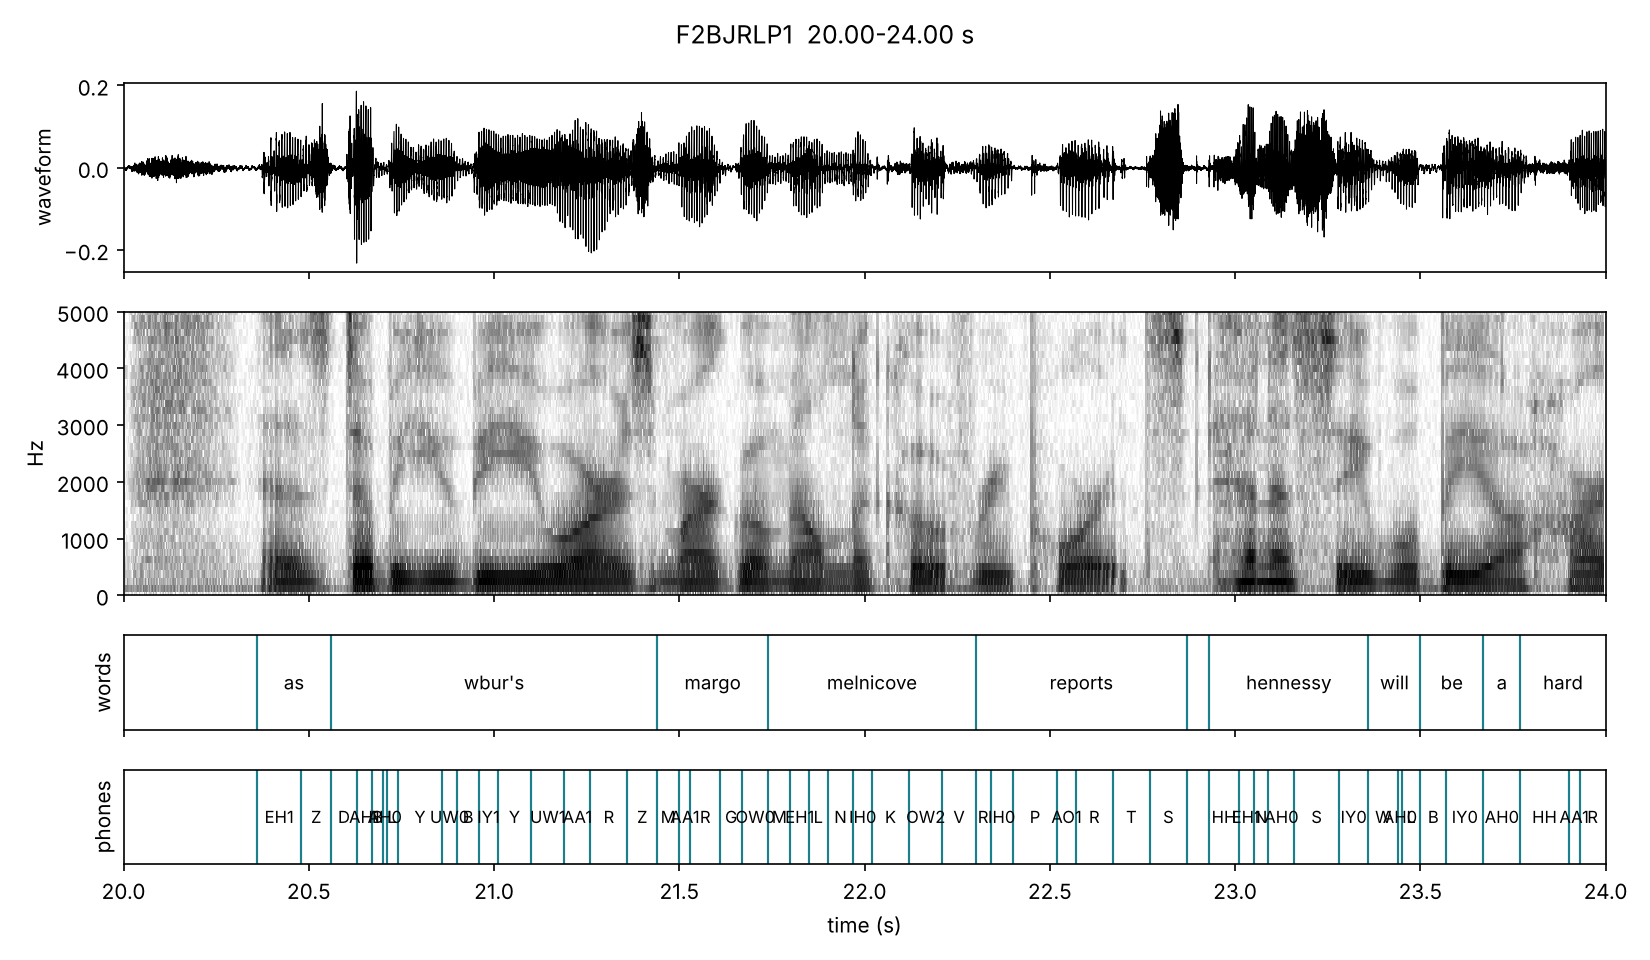 F2BJRLP1 20.00-24.00 s
0.2
0.0
−0.2
waveform
5000
4000
3000
2000
1000
0
Hz
words
as wbur's margo melnicove reports hennessy will be a hard
phones
EH1 Z Y UW0 B IY1 Y UW1 AA1 R Z M AA1 R G OW0 M EH1 L N IH0 K OW2 V R IH0 P AO1 R T S HH EH1 N AH0 S IY0 W AH0 B IY0 AH0 HH AA1 R
20.0 20.5 21.0 21.5 22.0 22.5 23.0 23.5 24.0
time (s)